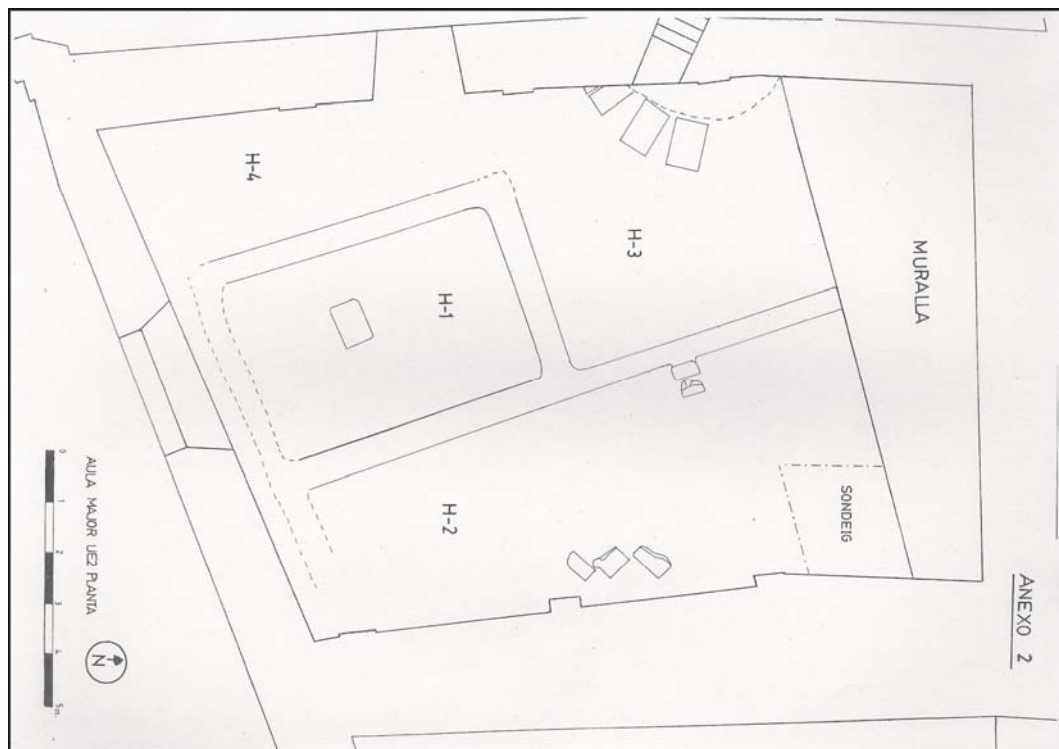 ANEXO 2
MURALLA
SONDEIG
H-3
H-1
H-2
H-4
AULA MAJOR UE2 PLANTA
N
0 1 2 3 4 5m.